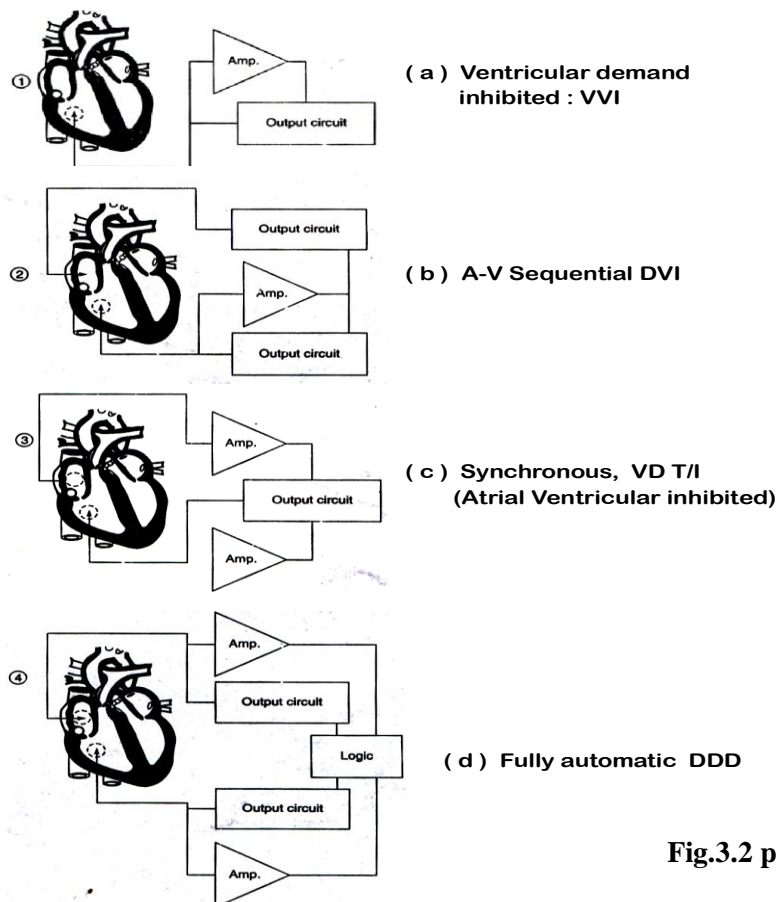 ①
Amp.
Output circuit
( a ) Ventricular demand
inhibited : VVI
②
Output circuit
Amp.
Output circuit
( b ) A-V Sequential DVI
③
Amp.
Output circuit
Amp.
( c ) Synchronous, VD T/I
(Atrial Ventricular inhibited)
④
Amp.
Output circuit
Logic
Output circuit
Amp.
( d ) Fully automatic DDD
Fig.3.2 p